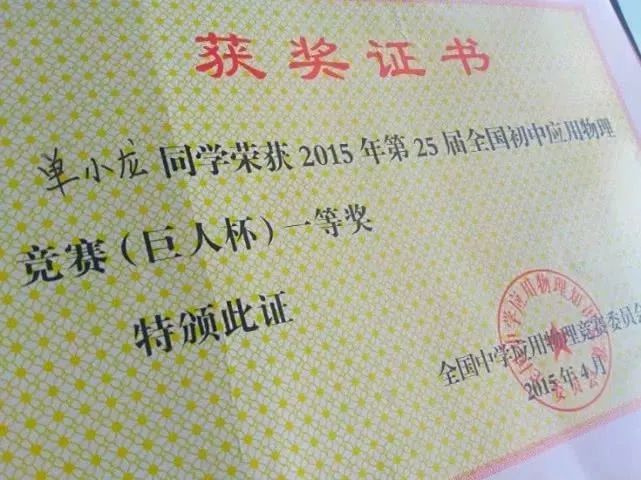 获奖证书
单小龙 同学荣获 2015 年第 25 届全国初中应用物理
竞赛（巨人杯）一等奖
特颁此证
全国中学应用物理竞赛委员会
2015 年 4 月